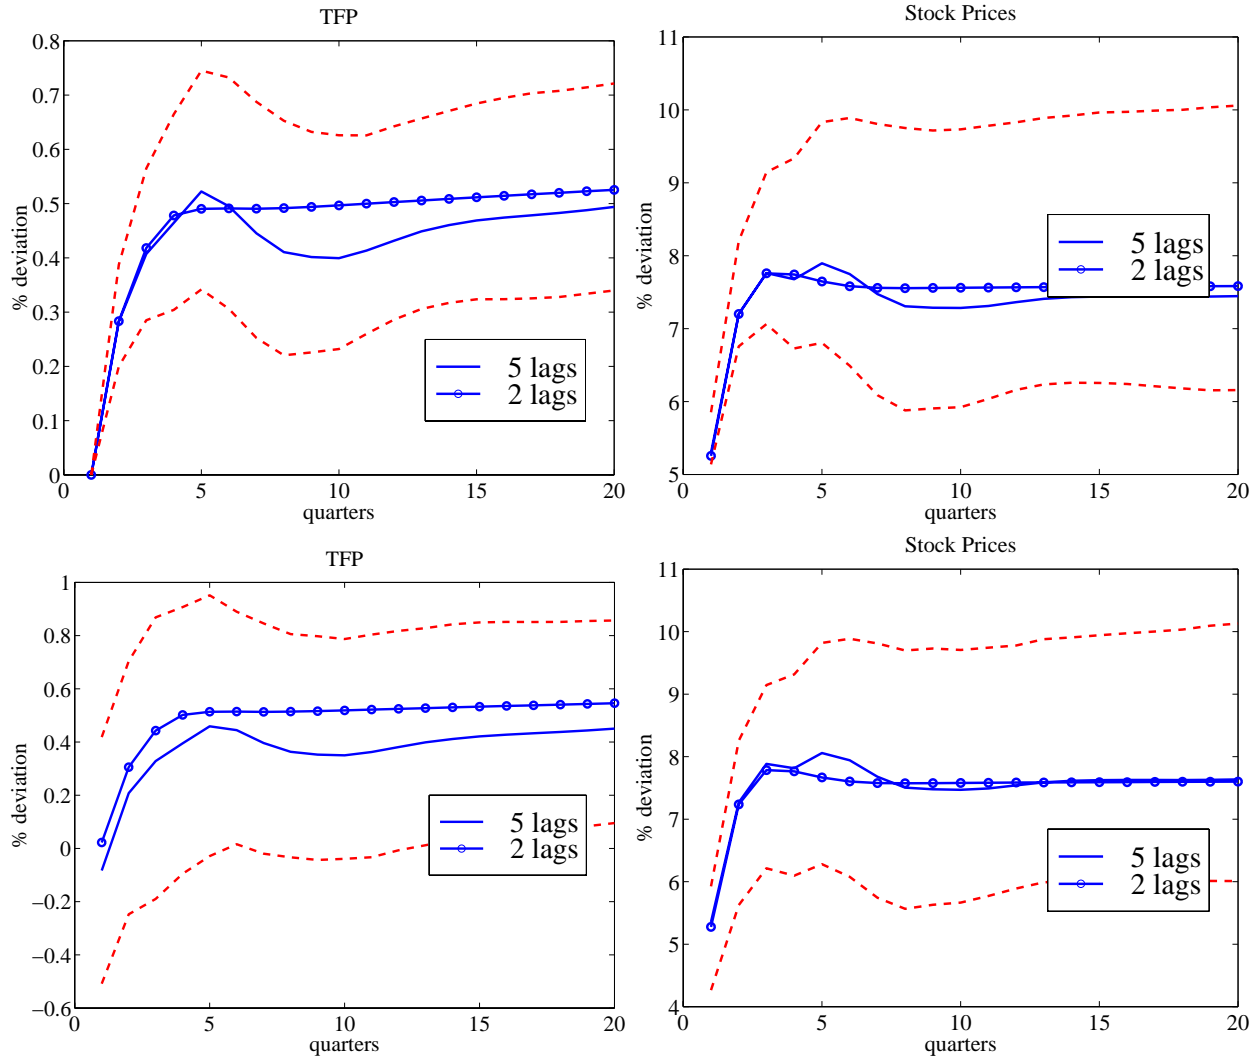 TFP
0.8
0.7
0.6
0.5
0.4
0.3
0.2
0.1
0
% deviation
5 lags
2 lags
0 5 10 15 20
quarters
Stock Prices
11
10
9
8
7
6
5
% deviation
5 lags
2 lags
0 5 10 15 20
quarters
TFP
1
0.8
0.6
0.4
0.2
0
−0.2
−0.4
−0.6
% deviation
5 lags
2 lags
0 5 10 15 20
quarters
Stock Prices
11
10
9
8
7
6
5
4
% deviation
5 lags
2 lags
0 5 10 15 20
quarters